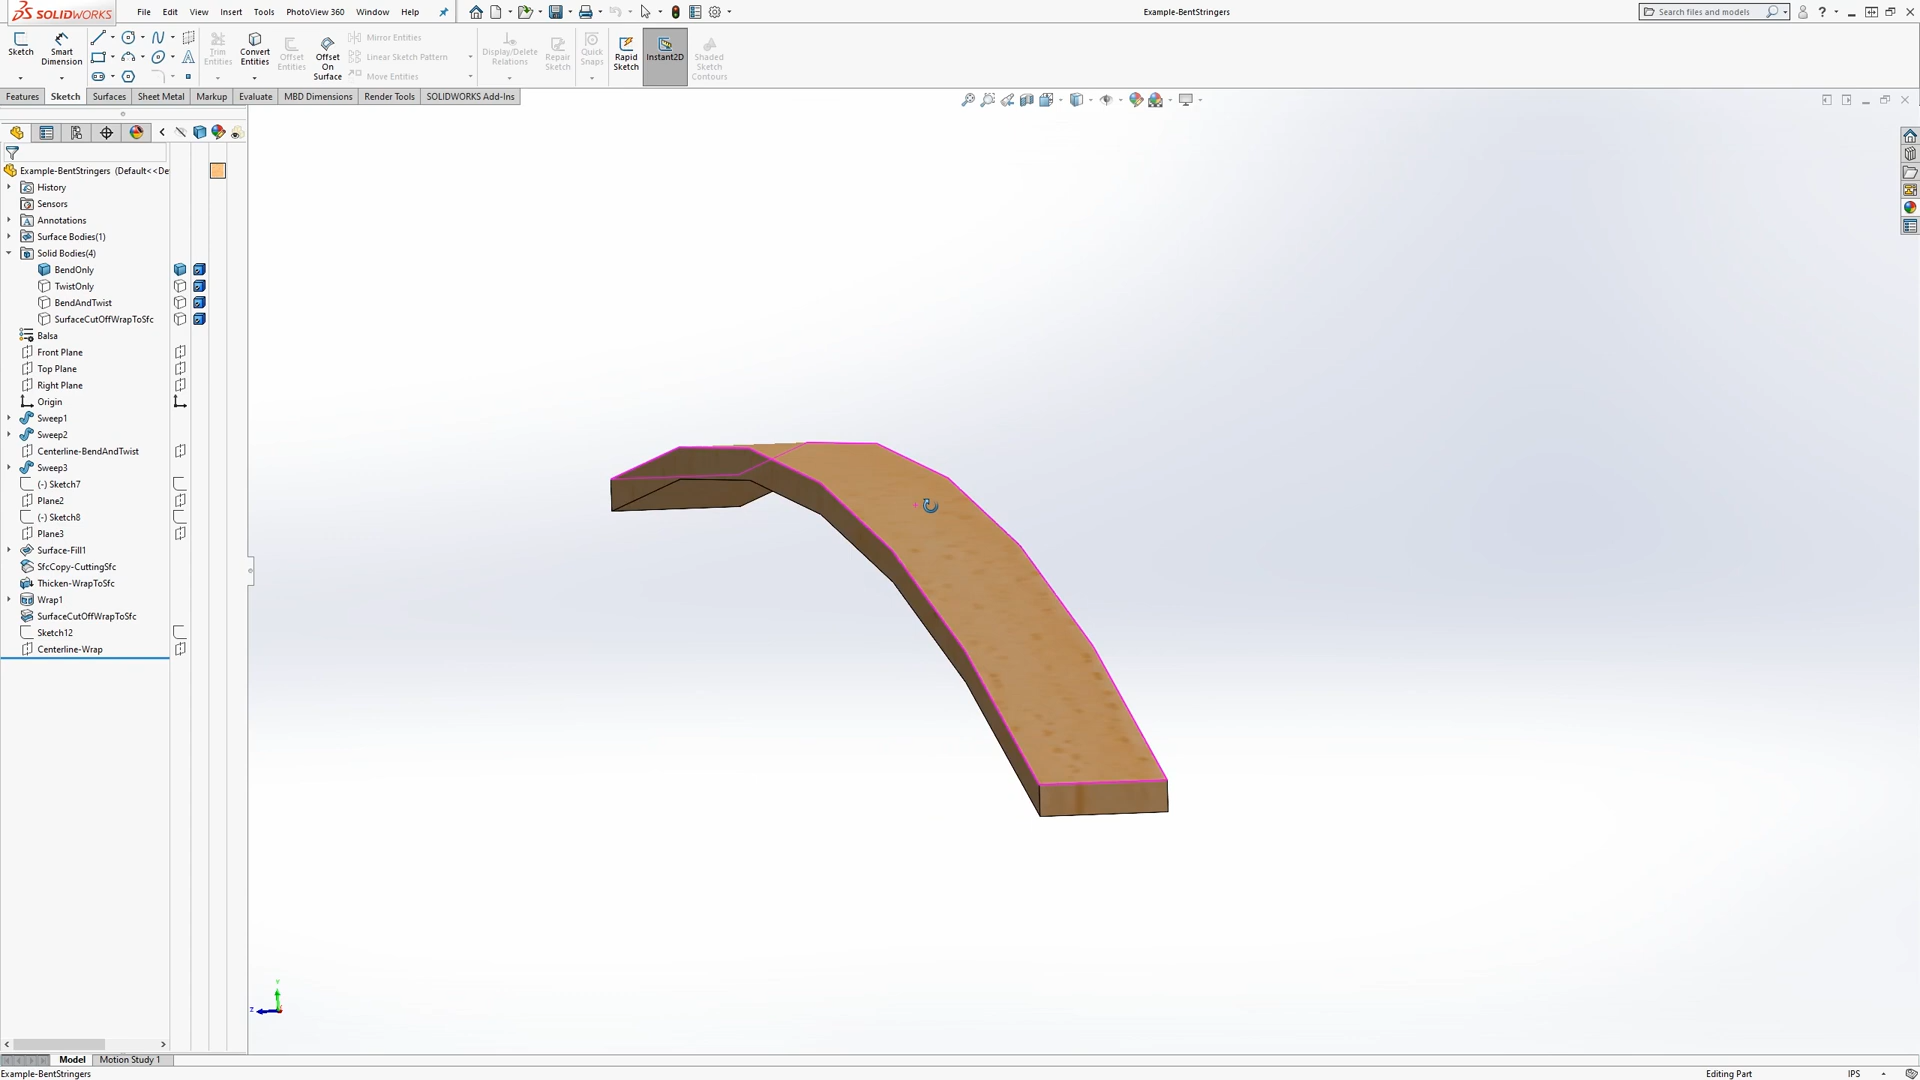 SOLIDWORKS File Edit View Insert Tools PhotoView 360 Window Help Example-BentStringers Search files and models
Sketch Smart Dimension Trim Entities Convert Entities Offset Entities Offset On Surface Mirror Entities Linear Sketch Pattern Move Entities Display/Delete Relations Repair Sketch Quick Snaps Rapid Sketch Instant2D Shaded Sketch Contours
Features Sketch Surfaces Sheet Metal Markup Evaluate MBD Dimensions Render Tools SOLIDWORKS Add-Ins
Example-BentStringers (Default<<De
History
Sensors
Annotations
Surface Bodies(1)
Solid Bodies(4)
BendOnly
TwistOnly
BendAndTwist
SurfaceCutOffWrapToSfc
Balsa
Front Plane
Top Plane
Right Plane
Origin
Sweep1
Sweep2
Centerline-BendAndTwist
Sweep3
(-) Sketch7
Plane2
(-) Sketch8
Plane3
Surface-Fill1
SfcCopy-CuttingSfc
Thicken-WrapToSfc
Wrap1
SurfaceCutOffWrapToSfc
Sketch12
Centerline-Wrap
Y
Z
Model Motion Study 1
Example-BentStringers Editing Part IPS